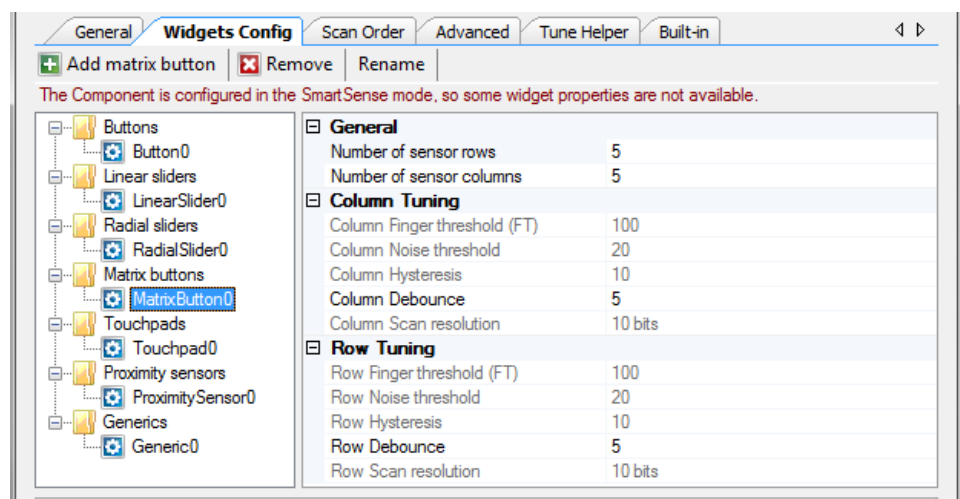 General Widgets Config Scan Order Advanced Tune Helper Built-in
Add matrix button Remove Rename
The Component is configured in the SmartSense mode, so some widget properties are not available.
Buttons
Button0
Linear sliders
LinearSlider0
Radial sliders
RadialSlider0
Matrix buttons
MatrixButton0
Touchpads
Touchpad0
Proximity sensors
ProximitySensor0
Generics
Generic0
General
Number of sensor rows 5
Number of sensor columns 5
Column Tuning
Column Finger threshold (FT) 100
Column Noise threshold 20
Column Hysteresis 10
Column Debounce 5
Column Scan resolution 10 bits
Row Tuning
Row Finger threshold (FT) 100
Row Noise threshold 20
Row Hysteresis 10
Row Debounce 5
Row Scan resolution 10 bits